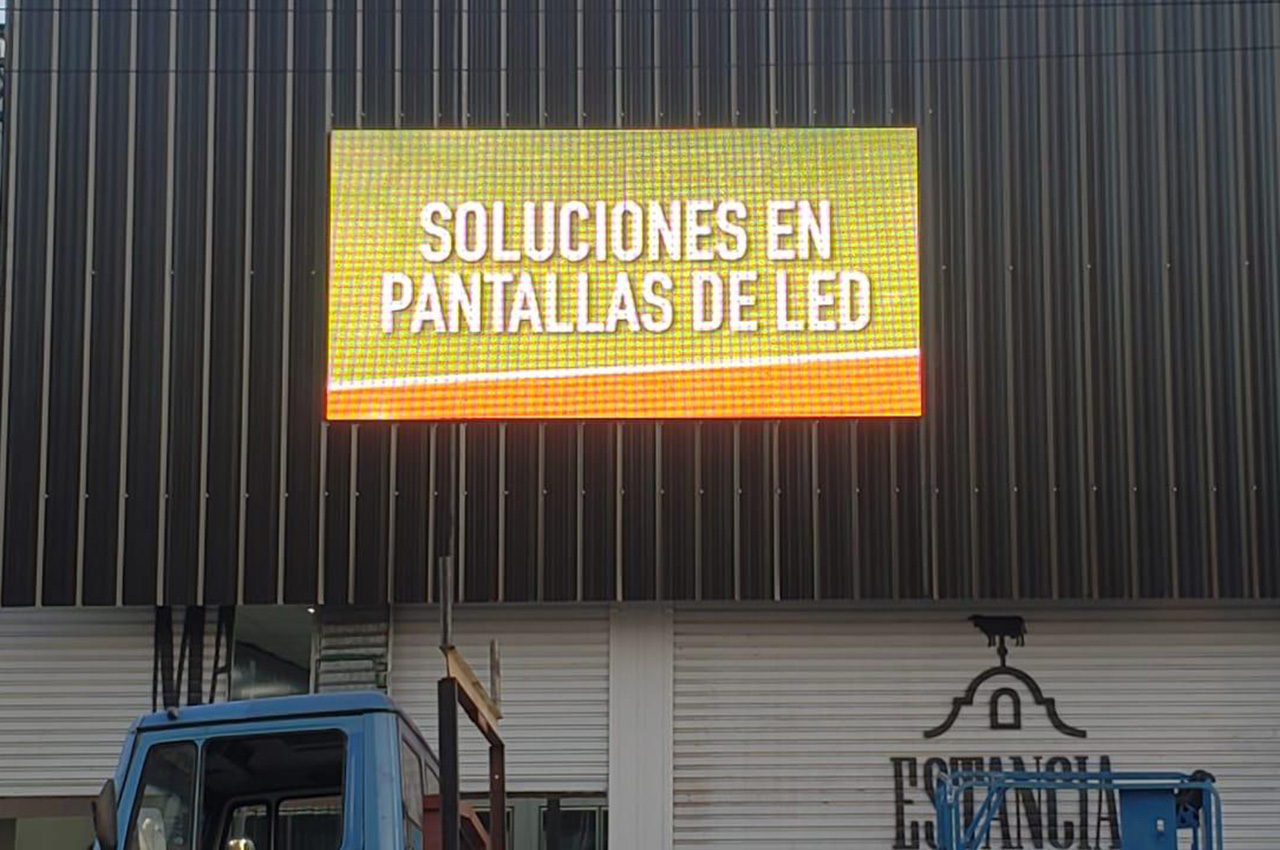 SOLUCIONES EN
PANTALLAS DE LED
ESTANCIA